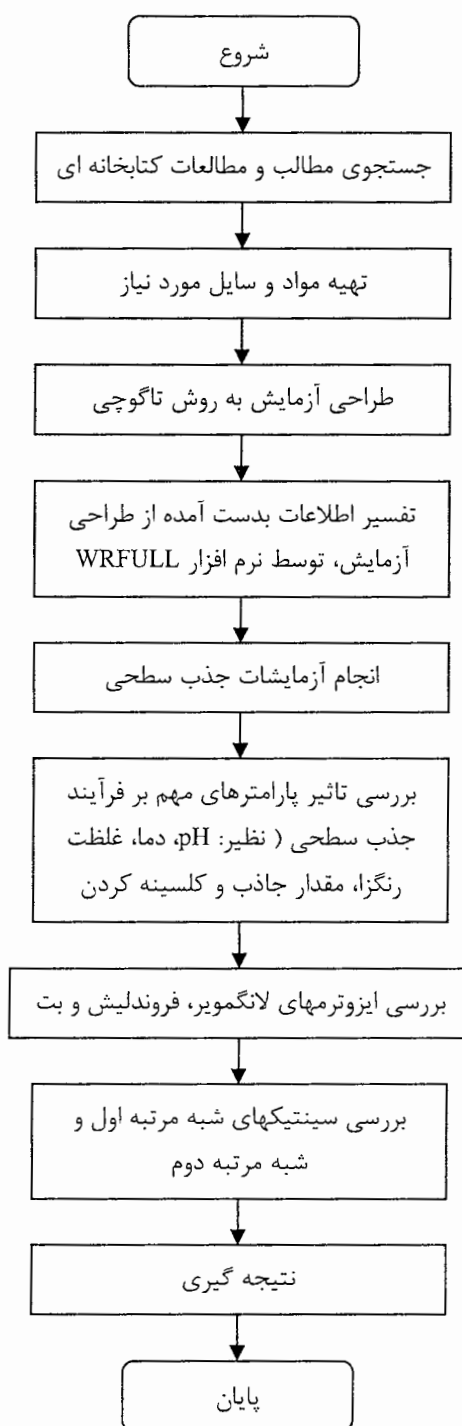 شروع
جستجوی مطالب و مطالعات کتابخانه ای
تهیه مواد و سایل مورد نیاز
طراحی آزمایش به روش تاگوچی
تفسیر اطلاعات بدست آمده از طراحی
آزمایش، توسط نرم افزار WRFULL
انجام آزمایشات جذب سطحی
بررسی تاثیر پارامترهای مهم بر فرآیند
جذب سطحی ( نظیر: pH، دما، غلظت
رنگزا، مقدار جاذب و کلسینه کردن
بررسی ایزوترمهای لانگمویر، فروندلیش و بت
بررسی سینتیکهای شبه مرتبه اول و
شبه مرتبه دوم
نتیجه گیری
پایان